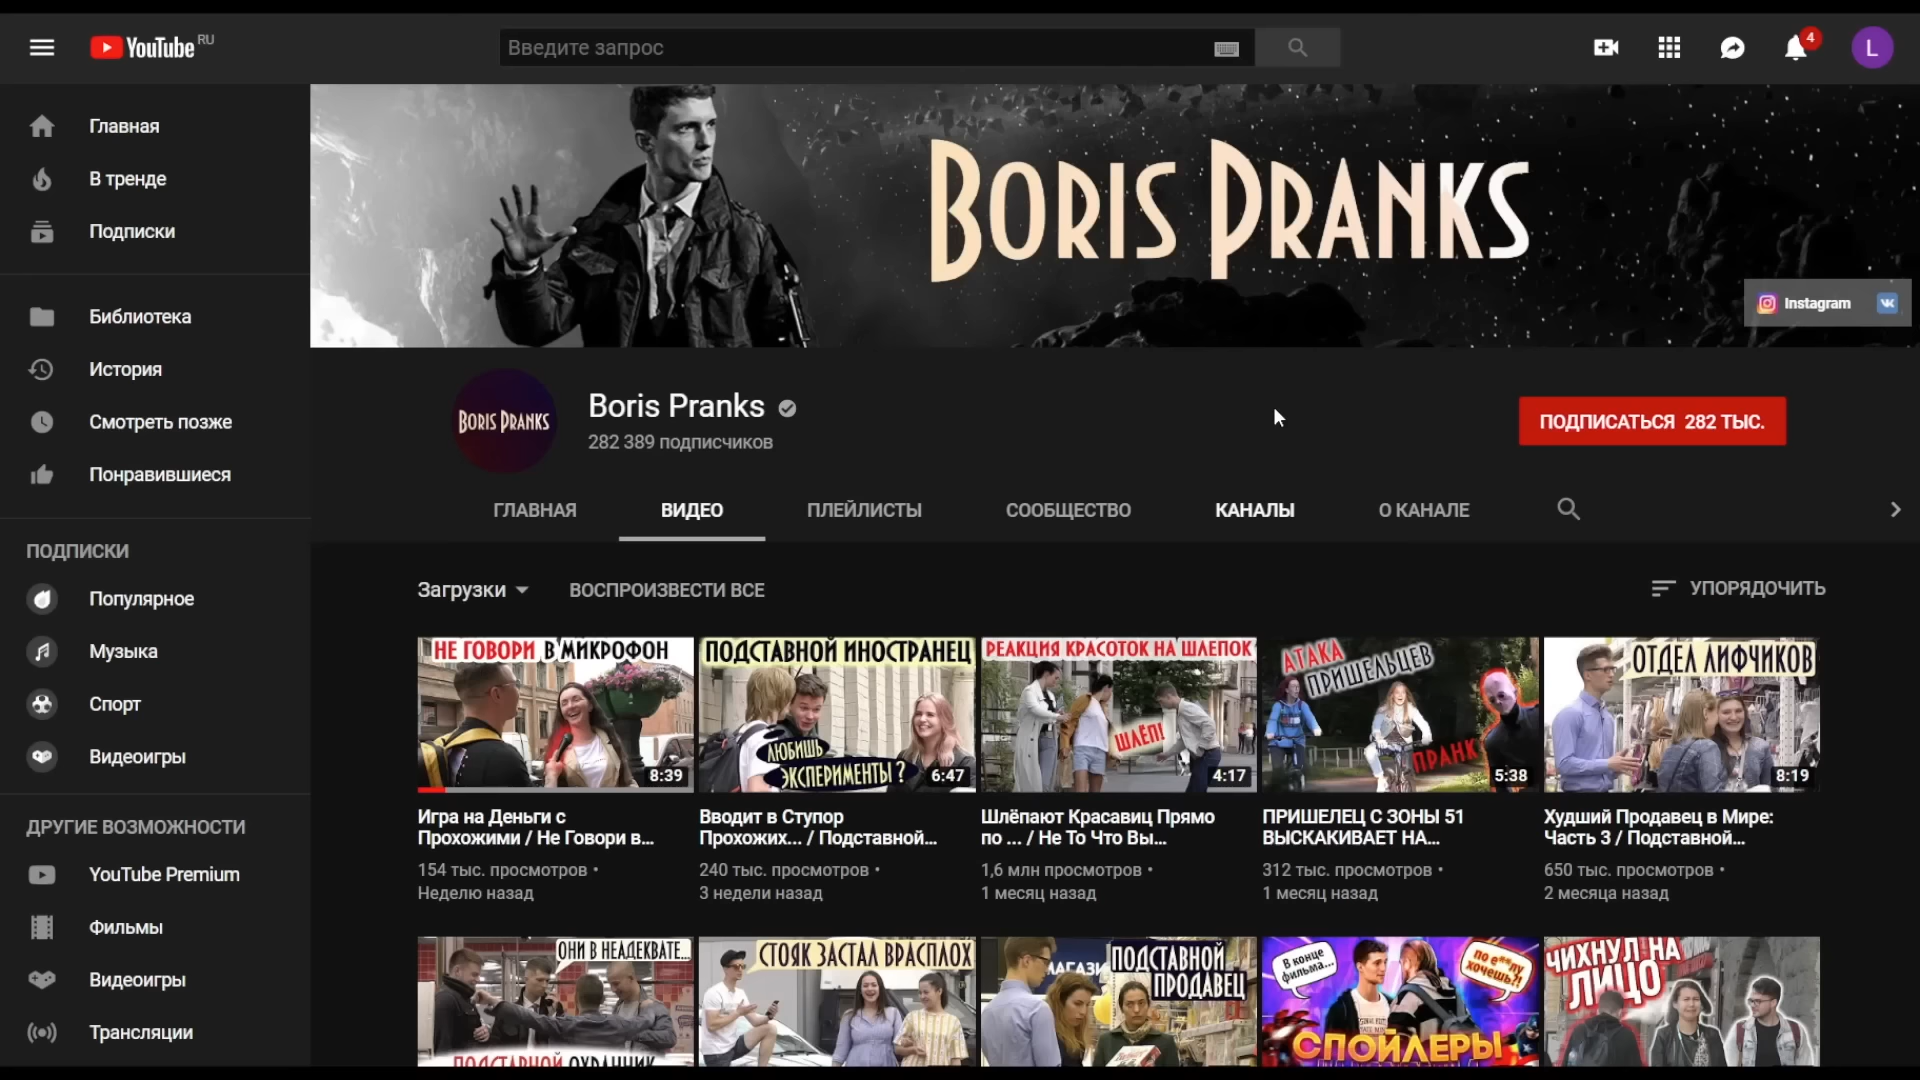 YouTube RU
Введите запрос
4
L
Главная
В тренде
Подписки
Библиотека
История
Смотреть позже
Понравившиеся
ПОДПИСКИ
Популярное
Музыка
Спорт
Видеоигры
ДРУГИЕ ВОЗМОЖНОСТИ
YouTube Premium
Фильмы
Видеоигры
Трансляции
BORIS PRANKS
Instagram
BORIS PRANKS
Boris Pranks
282 389 подписчиков
ПОДПИСАТЬСЯ 282 ТЫС.
ГЛАВНАЯ
ВИДЕО
ПЛЕЙЛИСТЫ
СООБЩЕСТВО
КАНАЛЫ
О КАНАЛЕ
Загрузки
ВОСПРОИЗВЕСТИ ВСЕ
УПОРЯДОЧИТЬ
НЕ ГОВОРИ В МИКРОФОН
8:39
Игра на Деньги с
Прохожими / Не Говори в...
154 тыс. просмотров •
Неделю назад
ПОДСТАВНОЙ ИНОСТРАНЕЦ
ЛЮБИШЬ
ЭКСПЕРИМЕНТЫ?
6:47
Вводит в Ступор
Прохожих... / Подставной...
240 тыс. просмотров •
3 недели назад
РЕАКЦИЯ КРАСОТОК НА ШЛЕПОК
ШЛЁП!
4:17
Шлёпают Красавиц Прямо
по ... / Не То Что Вы...
1,6 млн просмотров •
1 месяц назад
АТАКА
ПРИШЕЛЬЦЕВ
ПРАНК
5:38
ПРИШЕЛЕЦ С ЗОНЫ 51
ВЫСКАКИВАЕТ НА...
312 тыс. просмотров •
1 месяц назад
ОТДЕЛ ЛИФЧИКОВ
8:19
Худший Продавец в Мире:
Часть 3 / Подставной...
650 тыс. просмотров •
2 месяца назад
ОНИ В НЕАДЕКВАТЕ...
ПОДСТАВНОЙ ОХРАННИК
СТОЯК ЗАСТАЛ ВРАСПЛОХ
МАГАЗИ
ПОДСТАВНОЙ
ПРОДАВЕЦ
В конце
фильма...
по е**лу
хочешь?!
СПОЙЛЕРЫ
ЧИХНУЛ НА
ЛИЦО